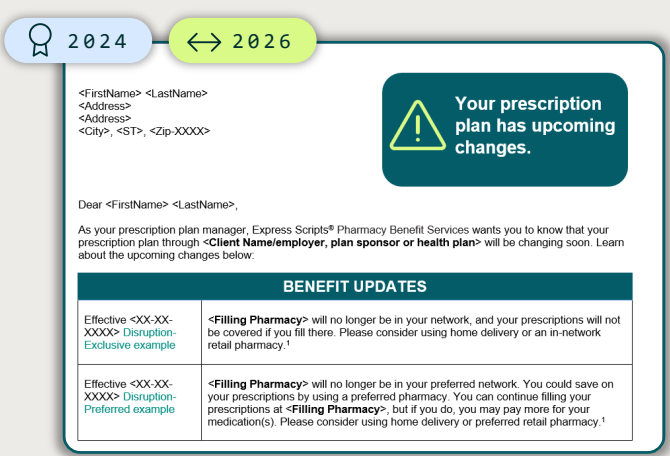 2024
2026
<FirstName> <LastName>
<Address>
<Address>
<City>, <ST>, <Zip-XXXX>
Your prescription
plan has upcoming
changes.
Dear <FirstName> <LastName>,
As your prescription plan manager, Express Scripts® Pharmacy Benefit Services wants you to know that your
prescription plan through <Client Name/employer, plan sponsor or health plan> will be changing soon. Learn
about the upcoming changes below:
BENEFIT UPDATES
Effective <XX-XX-
XXXX> Disruption-
Exclusive example
<Filling Pharmacy> will no longer be in your network, and your prescriptions will not
be covered if you fill there. Please consider using home delivery or an in-network
retail pharmacy.¹
Effective <XX-XX-
XXXX> Disruption-
Preferred example
<Filling Pharmacy> will no longer be in your preferred network. You could save on
your prescriptions by using a preferred pharmacy. You can continue filling your
prescriptions at <Filling Pharmacy>, but if you do, you may pay more for your
medication(s). Please consider using home delivery or preferred retail pharmacy.¹